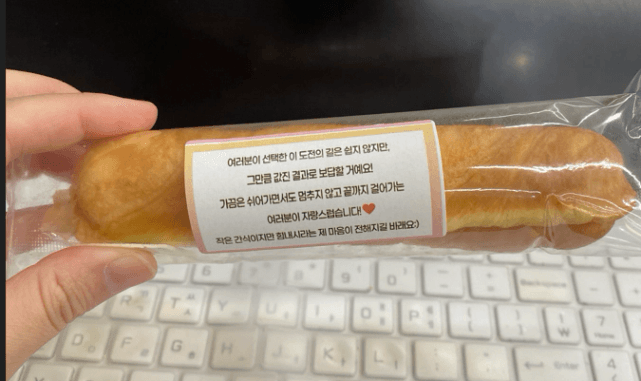 여러분이 선택한 이 도전의 길은 쉽지 않지만,
그만큼 값진 결과로 보답할 거예요!
가끔은 쉬어가면서도 멈추지 않고 끝까지 걸어가는
여러분이 자랑스럽습니다!❤️
작은 간식이지만 힘내시라는 제 마음이 전해지길 바래요:)
R T Y U I O P
D F G H J K L
Backspace
Enter
7
4